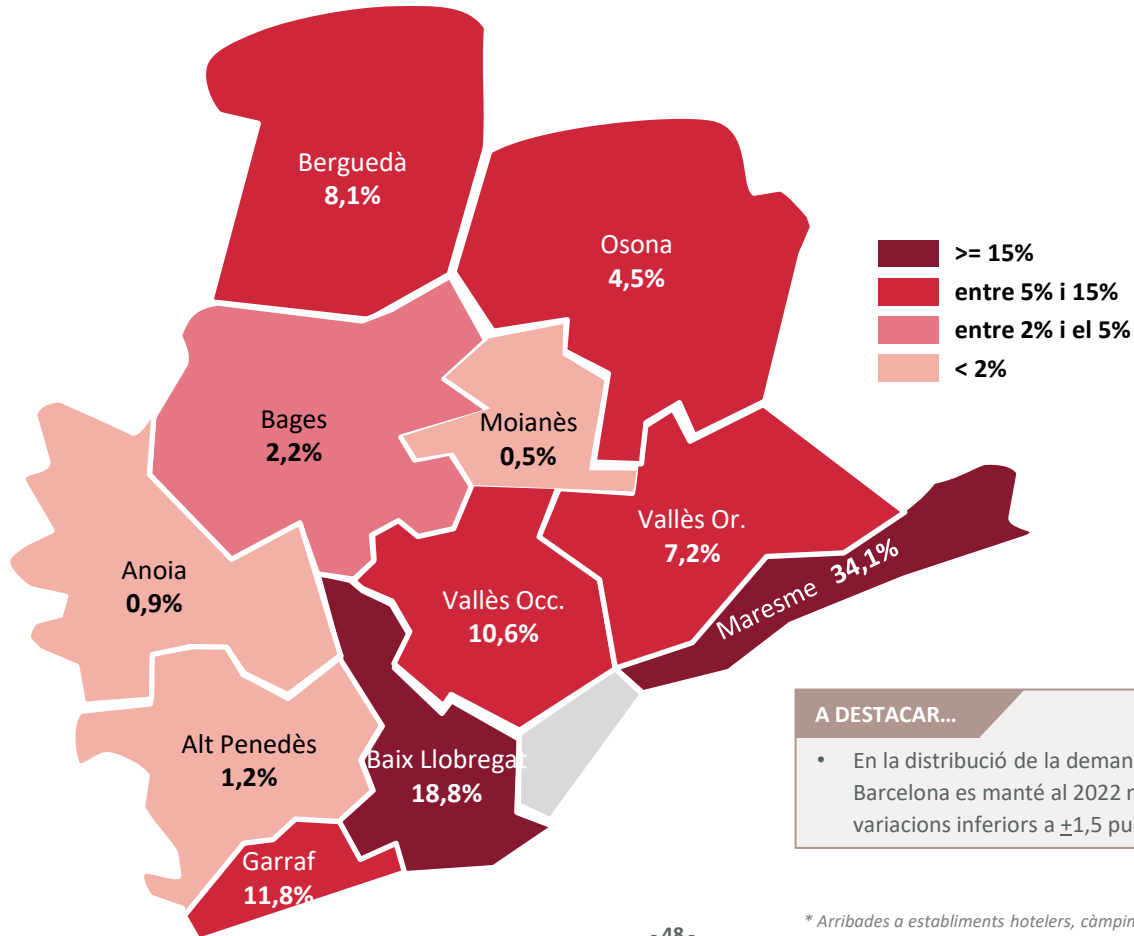 Berguedà
8,1%
Osona
4,5%
>= 15%
entre 5% i 15%
entre 2% i el 5%
< 2%
Bages
2,2%
Moianès
0,5%
Vallès Or.
7,2%
Maresme 34,1%
Anoia
0,9%
Vallès Occ.
10,6%
Alt Penedès
1,2%
Baix Llobregat
18,8%
Garraf
11,8%
A DESTACAR...
• En la distribució de la deman
Barcelona es manté al 2022
variacions inferiors a ±1,5 pu
- 48 -
* Arribades a establiments hotelers, càmpin